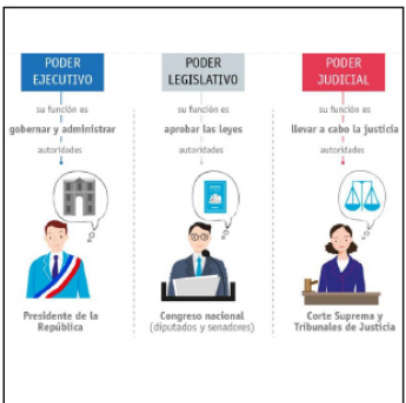 PODER
EJECUTIVO
su función es
gobernar y administrar
autoridades
Presidente de la
República
PODER
LEGISLATIVO
su función es
aprobar las leyes
autoridades
Congreso nacional
(diputados y senadores)
PODER
JUDICIAL
su función es
llevar a cabo la justicia
autoridades
Corte Suprema y
Tribunales de Justicia